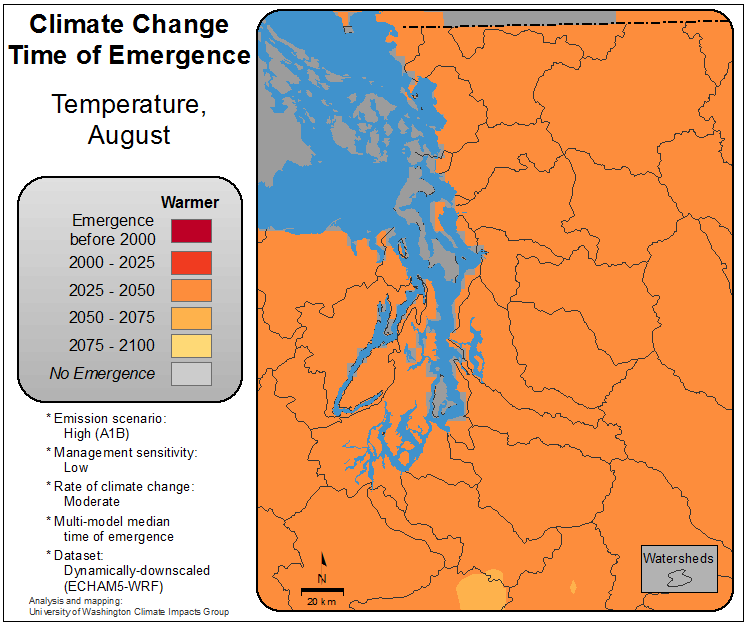 Climate Change
Time of Emergence
Temperature,
August
Warmer
Emergence
before 2000
2000 - 2025
2025 - 2050
2050 - 2075
2075 - 2100
No Emergence
* Emission scenario:
High (A1B)
* Management sensitivity:
Low
* Rate of climate change:
Moderate
* Multi-model median
time of emergence
* Dataset:
Dynamically-downscaled
(ECHAM5-WRF)
Analysis and mapping:
University of Washington Climate Impacts Group
N
20 km
Watersheds